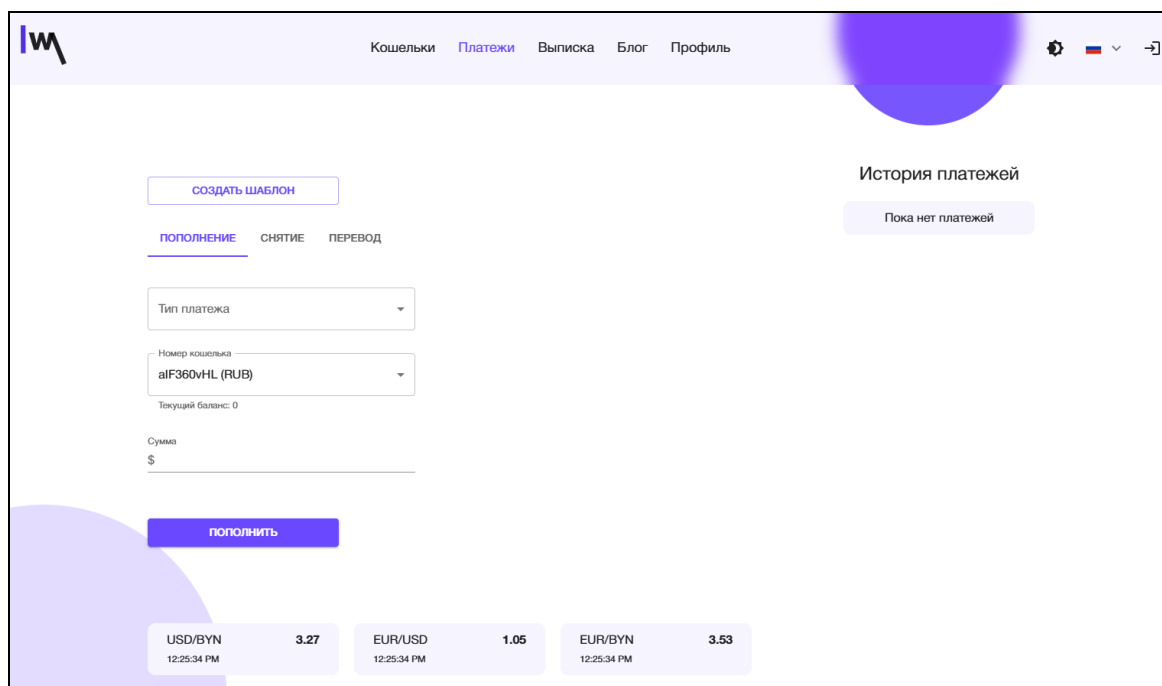 Кошельки Платежи Выписка Блог Профиль
СОЗДАТЬ ШАБЛОН
История платежей
Пока нет платежей
ПОПОЛНЕНИЕ СНЯТИЕ ПЕРЕВОД
Тип платежа
Номер кошелька
aIF360vHL (RUB)
Текущий баланс: 0
Сумма
$
ПОПОЛНИТЬ
USD/BYN 3.27 EUR/USD 1.05 EUR/BYN 3.53
12:25:34 PM 12:25:34 PM 12:25:34 PM